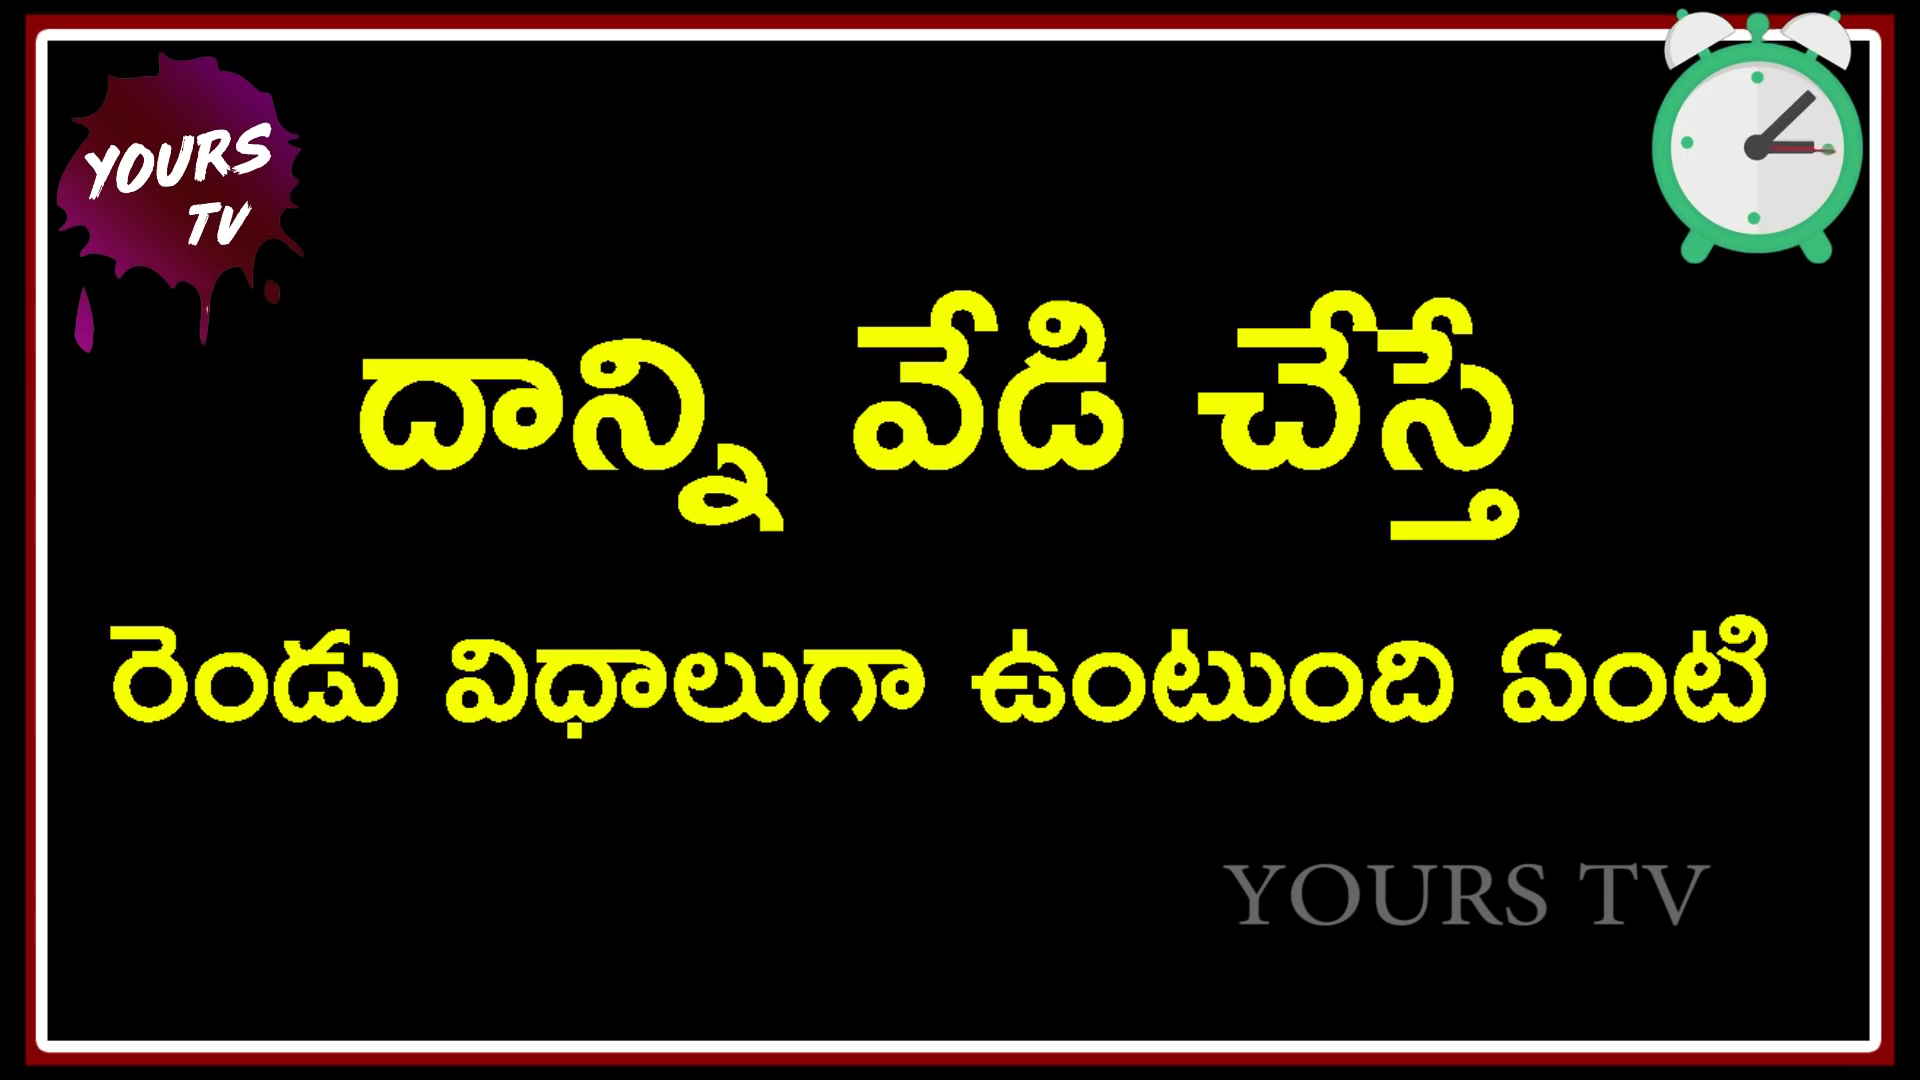 YOURS
TV
దాన్ని వేడి చేస్తే
రెండు విధాలుగా ఉంటుంది ఏంటి
YOURS TV